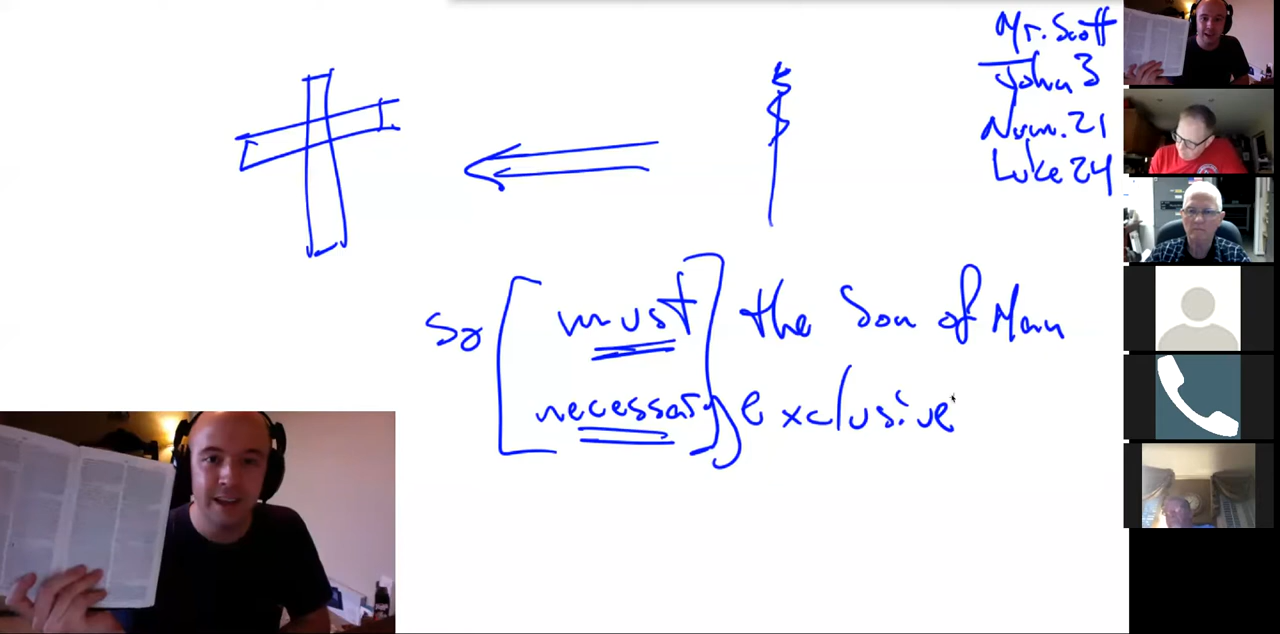 Mr. Scott
John 3
Num. 21
Luke 24
so [must] the Son of Man
[necessary] exclusive